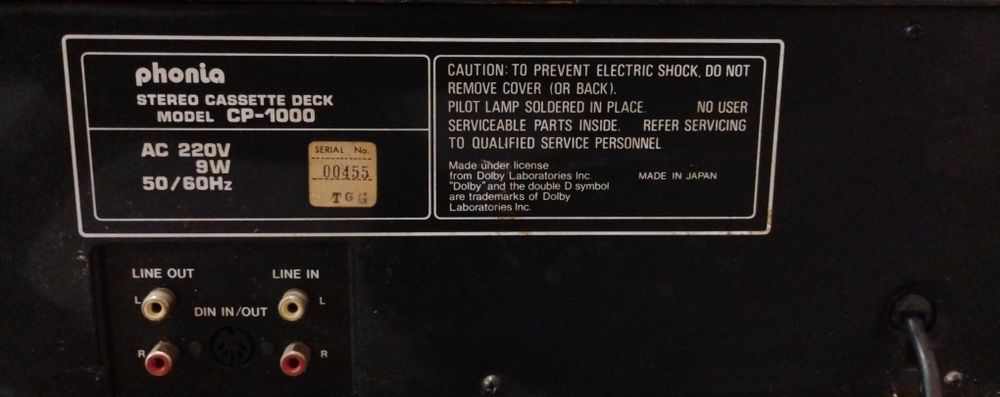 phonia
STEREO CASSETTE DECK
MODEL CP-1000
AC 220V
9W
50/60Hz
SERIAL No.
00455
TGG
CAUTION: TO PREVENT ELECTRIC SHOCK, DO NOT
REMOVE COVER (OR BACK).
PILOT LAMP SOLDERED IN PLACE. NO USER
SERVICEABLE PARTS INSIDE. REFER SERVICING
TO QUALIFIED SERVICE PERSONNEL
Made under license
from Dolby Laboratories Inc.
"Dolby" and the double D symbol
are trademarks of Dolby
Laboratories Inc.
MADE IN JAPAN
LINE OUT
LINE IN
L
DIN IN/OUT
L
R
R